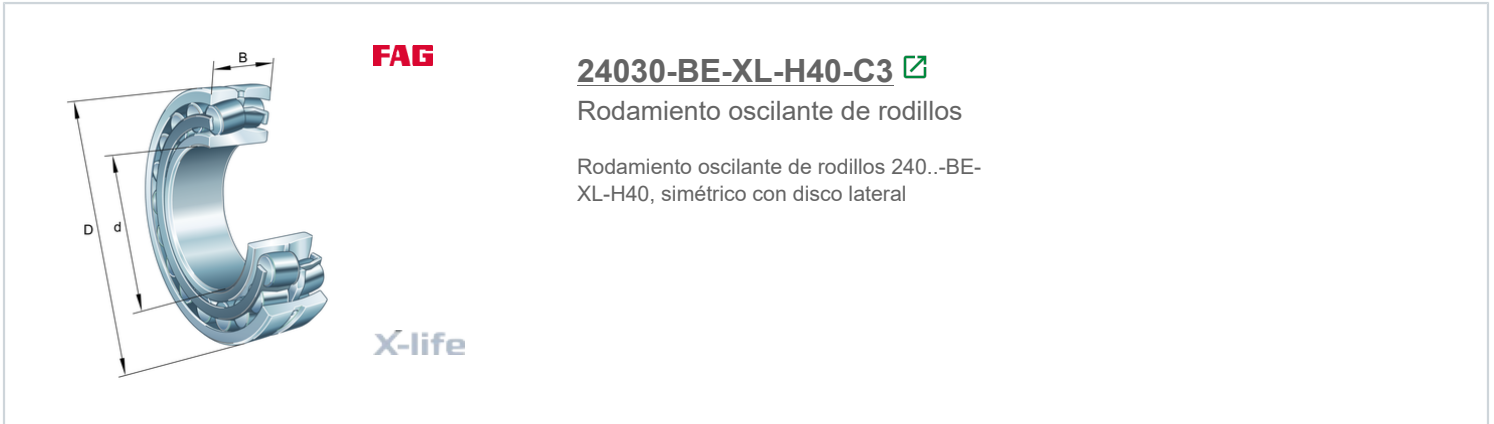 B
D
d
FAG
X-life
24030-BE-XL-H40-C3
Rodamiento oscilante de rodillos
Rodamiento oscilante de rodillos 240..-BE-
XL-H40, simétrico con disco lateral